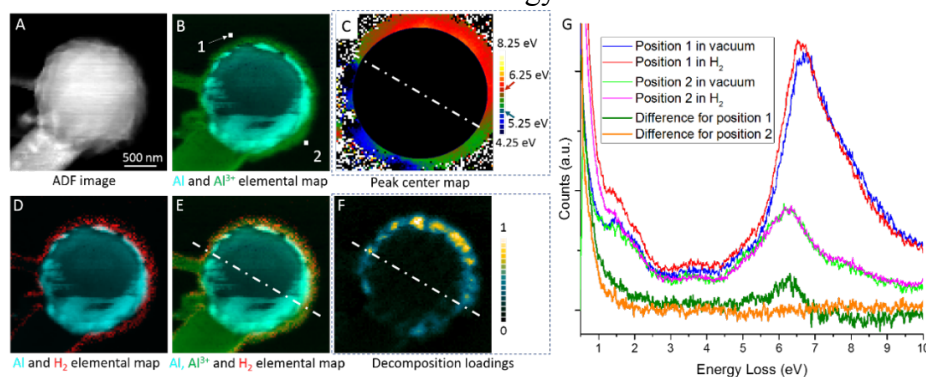 A
B
1
2
C
8.25 eV
6.25 eV
5.25 eV
4.25 eV
500 nm
ADF image
Al and Al³⁺ elemental map
Peak center map
D
E
F
1
0
Al and H₂ elemental map
Al, Al³⁺ and H₂ elemental map
Decomposition loadings
G
Position 1 in vacuum
Position 1 in H₂
Position 2 in vacuum
Position 2 in H₂
Difference for position 1
Difference for position 2
Counts (a.u.)
1 2 3 4 5 6 7 8 9 10
Energy Loss (eV)